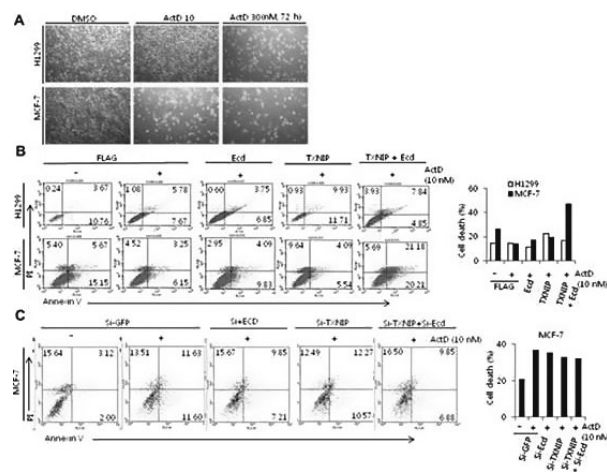 A
DMSO ActD 10 ActD 30(nM, 72 h)
H1299
MCF-7
B
FLAG Ecd TXNIP TXNIP + Ecd
- + + + + ActD (10 nM)
H1299
0.24 3.67 10.76
1.08 5.78 7.67
0.60 3.75 6.85
0.93 9.93 11.71
3.93 7.84 4.85
MCF-7
5.40 5.67 15.15
4.52 3.25 6.15
2.95 4.09 9.83
9.64 4.09 5.54
5.69 21.18 20.21
PI
Annexin V
H1299
MCF-7
Cell death (%)
60
40
20
0
- + + + + ActD
FLAG Ecd TXNIP TXNIP + Ecd (10 nM)
C
Si-GFP Si+ECD Si-TXNIP Si-TXNIP+Si-Ecd
- + + + + ActD (10 nM)
MCF-7
15.64 3.12 2.00
13.51 11.63 11.60
15.67 9.85 7.21
12.49 12.27 10.57
16.50 9.85 6.88
PI
Annexin V
MCF-7
Cell death (%)
60
40
20
0
- + + + + ActD
(10 nM)
Si-GFP Si-Ecd Si-TXNIP Si-TXNIP + Si-Ecd